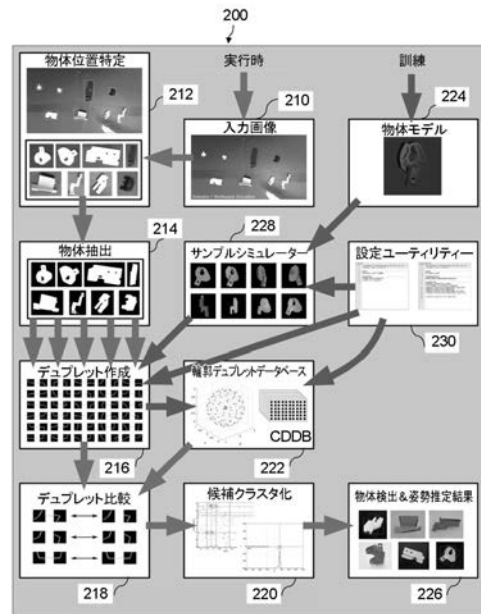 200
物体位置特定
実行時
訓練
212
210
224
入力画像
物体モデル
214
228
物体抽出
サンプルシミュレーター
設定ユーティリティー
230
デュプレット作成
輪郭デュプレットデータベース
CDDB
216
222
デュプレット比較
候補クラスタ化
物体検出&姿勢推定結果
218
220
226